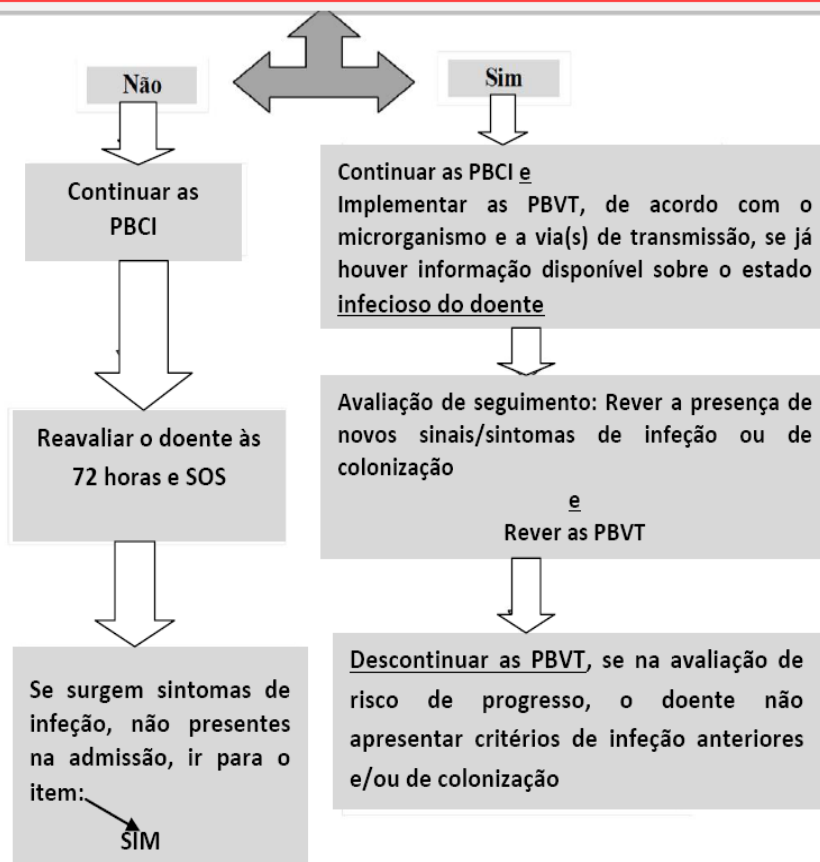 Não
Continuar as
PBCI
Reavaliar o doente às
72 horas e SOS
Se surgem sintomas de
infeção, não presentes
na admissão, ir para o
item:
SIM
Sim
Continuar as PBCI e
Implementar as PBVT, de acordo com o
microrganismo e a via(s) de transmissão, se já
houver informação disponível sobre o estado
infecioso do doente
Avaliação de seguimento: Rever a presença de
novos sinais/sintomas de infeção ou de
colonização
e
Rever as PBVT
Descontinuar as PBVT, se na avaliação de
risco de progresso, o doente não
apresentar critérios de infeção anteriores
e/ou de colonização